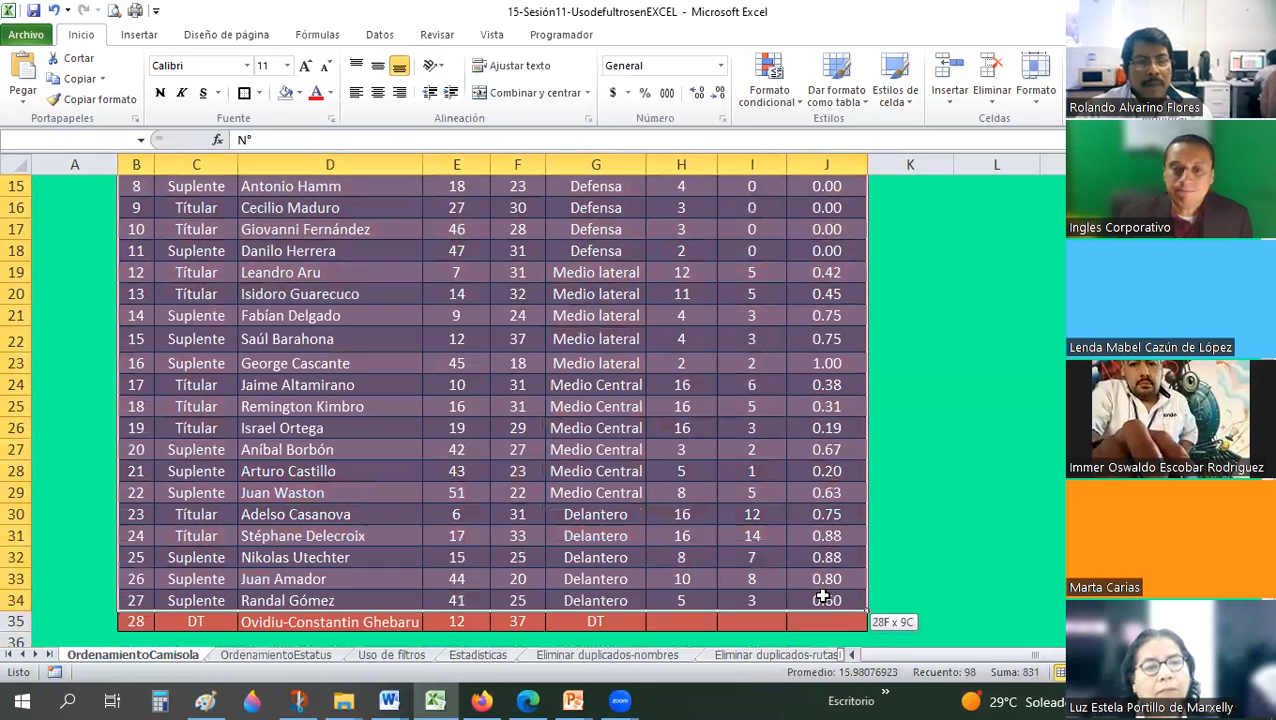 15-Sesión11-UsodefultrosenEXCEL - Microsoft Excel
Archivo Inicio Insertar Diseño de página Fórmulas Datos Revisar Vista Programador
Pegar
Cortar
Copiar
Copiar formato
Portapapeles
Calibri 11
N K S
Fuente
Ajustar texto
Combinar y centrar
Alineación
General
$ % 000
Número
Formato condicional
Dar formato como tabla
Estilos de celda
Estilos
Insertar Eliminar Formato
Celdas
fx N°
A B C D E F G H I J K L
15 8 Suplente Antonio Hamm 18 23 Defensa 4 0 0.00
16 9 Títular Cecilio Maduro 27 30 Defensa 3 0 0.00
17 10 Títular Giovanni Fernández 46 28 Defensa 3 0 0.00
18 11 Suplente Danilo Herrera 47 31 Defensa 2 0 0.00
19 12 Títular Leandro Aru 7 31 Medio lateral 12 5 0.42
20 13 Títular Isidoro Guarecuco 14 32 Medio lateral 11 5 0.45
21 14 Suplente Fabían Delgado 9 24 Medio lateral 4 3 0.75
22 15 Suplente Saúl Barahona 12 37 Medio lateral 4 3 0.75
23 16 Suplente George Cascante 45 Medio lateral 2 2 1.00
24 17 Títular Jaime Altamirano 10 31 Medio Central 16 6 0.38
25 18 Títular Remington Kimbro 16 31 Medio Central 16 5 0.31
26 19 Títular Israel Ortega 19 29 Medio Central 16 3 0.19
27 20 Suplente Aníbal Borbón 42 27 Medio Central 3 2 0.67
28 21 Suplente Arturo Castillo 43 23 Medio Central 5 1 0.20
29 22 Suplente Juan Waston 51 22 Medio Central 8 5 0.63
30 23 Títular Adelso Casanova 6 31 Delantero 16 12 0.75
31 24 Títular Stéphane Delecroix 17 33 Delantero 16 14 0.88
32 25 Suplente Nikolas Utechter 15 25 Delantero 8 7 0.88
33 26 Suplente Juan Amador 44 20 Delantero 10 8 0.80
34 27 Suplente Randal Gómez 41 25 Delantero 5 3
35 28 DT Ovidiu-Constantin Ghebaru 12 37 DT
28F x 9C
36
OrdenamientoCamisola OrdenamientoEstatus Uso de filtros Estadisticas Eliminar duplicados-nombres Eliminar duplicados-rutas
Listo Promedio: 15.98076923 Recuento: 98 Suma: 831
Escritorio » 29°C Solead
Rolando Alvarino Flores
Ingles Corporativo
Lenda Mabel Cazún de López
Immer Oswaldo Escobar Rodriguez
Marta Carias
Luz Estela Portillo de Marxelly